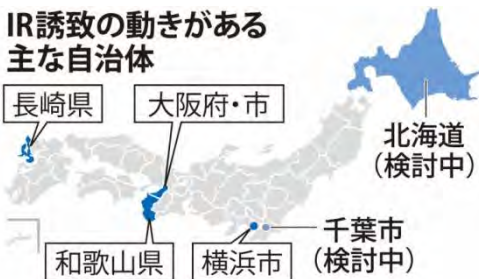 IR誘致の動きがある
主な自治体
長崎県
大阪府・市
北海道
(検討中)
千葉市
(検討中)
和歌山県
横浜市